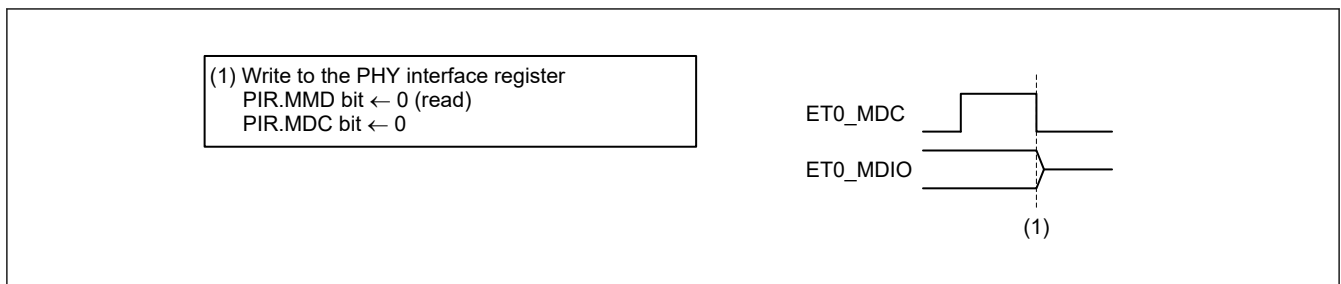 (1) Write to the PHY interface register
PIR.MMD bit ← 0 (read)
PIR.MDC bit ← 0
ET0_MDC
ET0_MDIO
(1)